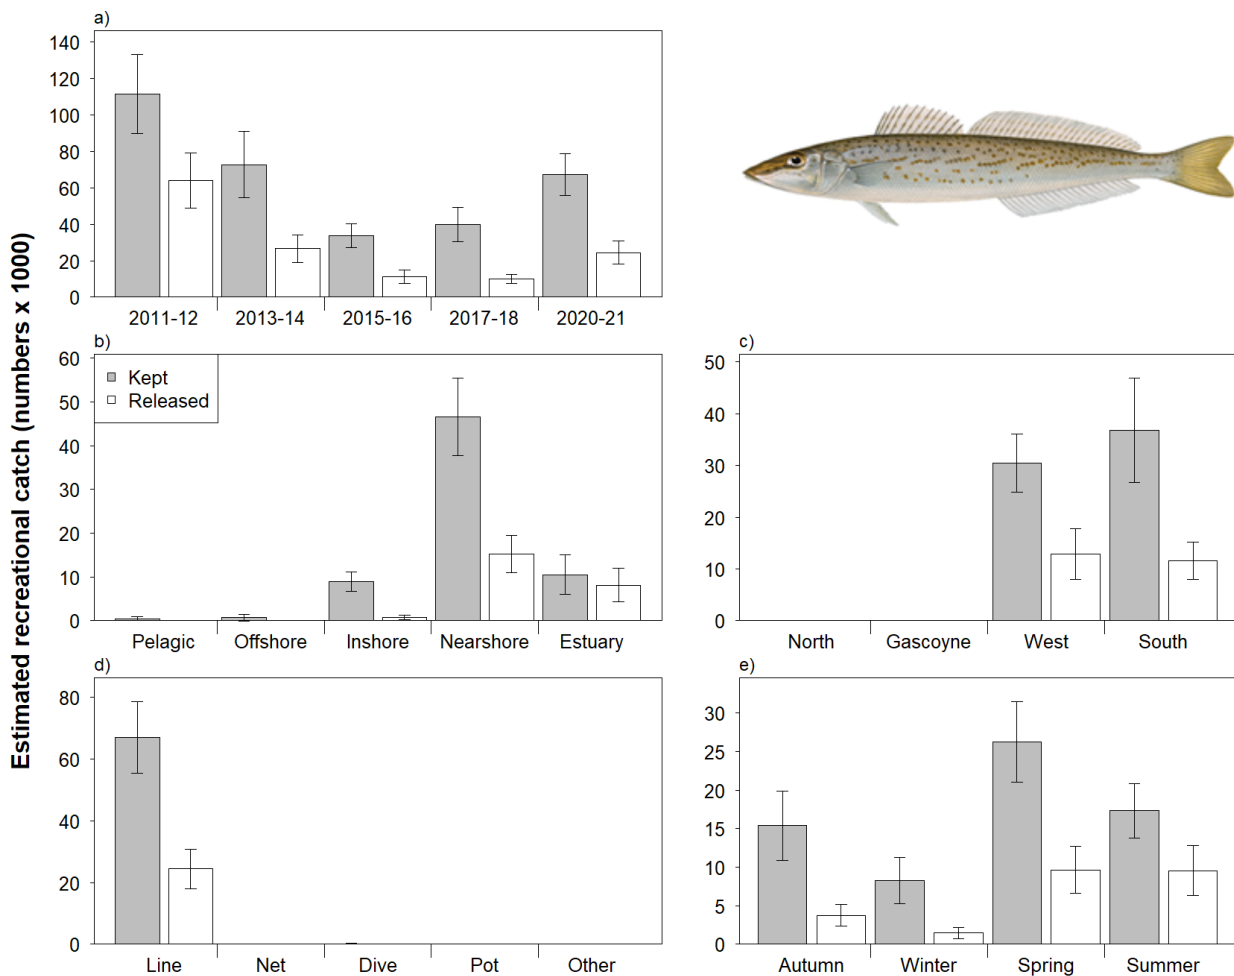 a)
140
120
100
80
60
40
20
0
2011-12 2013-14 2015-16 2017-18 2020-21
Estimated recreational catch (numbers x 1000)
b)
Kept
Released
60
50
40
30
20
10
0
Pelagic Offshore Inshore Nearshore Estuary
c)
50
40
30
20
10
0
North Gascoyne West South
d)
80
60
40
20
0
Line Net Dive Pot Other
e)
30
25
20
15
10
5
0
Autumn Winter Spring Summer